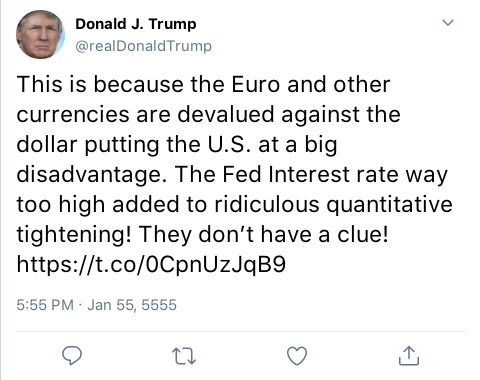 Donald J. Trump
@realDonaldTrump
This is because the Euro and other
currencies are devalued against the
dollar putting the U.S. at a big
disadvantage. The Fed Interest rate way
too high added to ridiculous quantitative
tightening! They don’t have a clue!
https://t.co/0CpnUzJqB9
5:55 PM · Jan 55, 5555